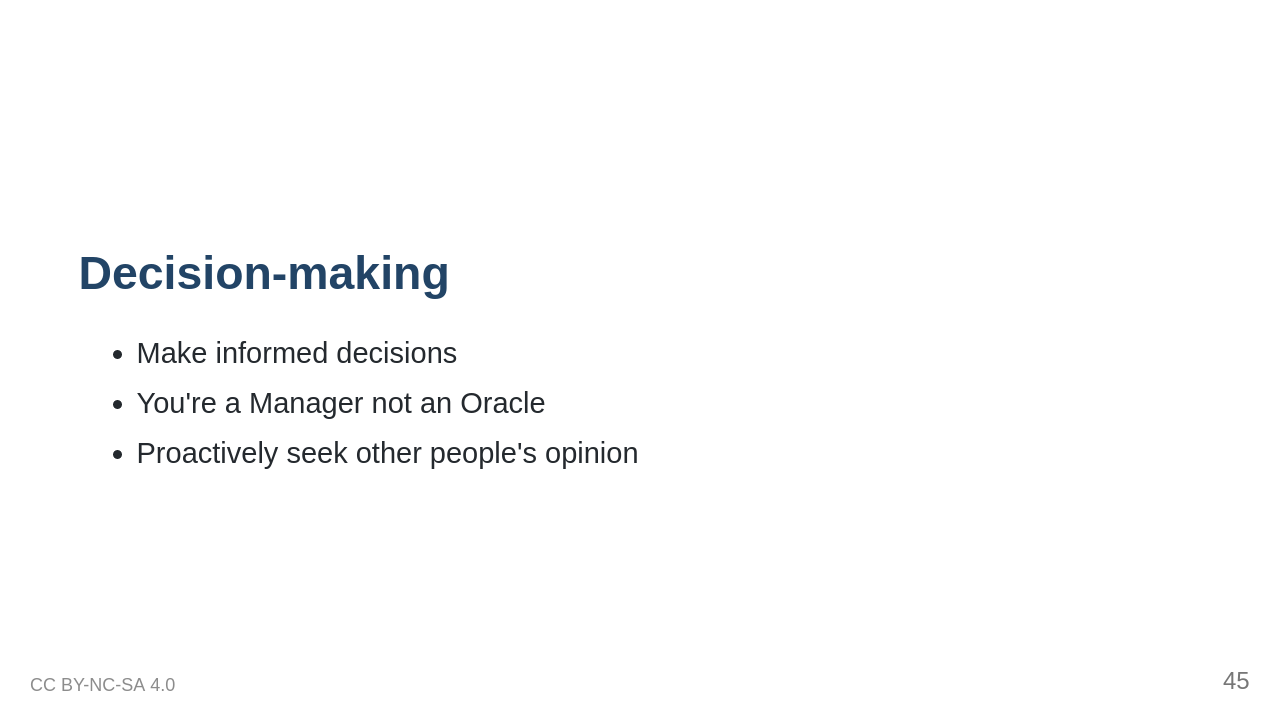 Decision-making
• Make informed decisions
• You're a Manager not an Oracle
• Proactively seek other people's opinion
CC BY-NC-SA 4.0
45